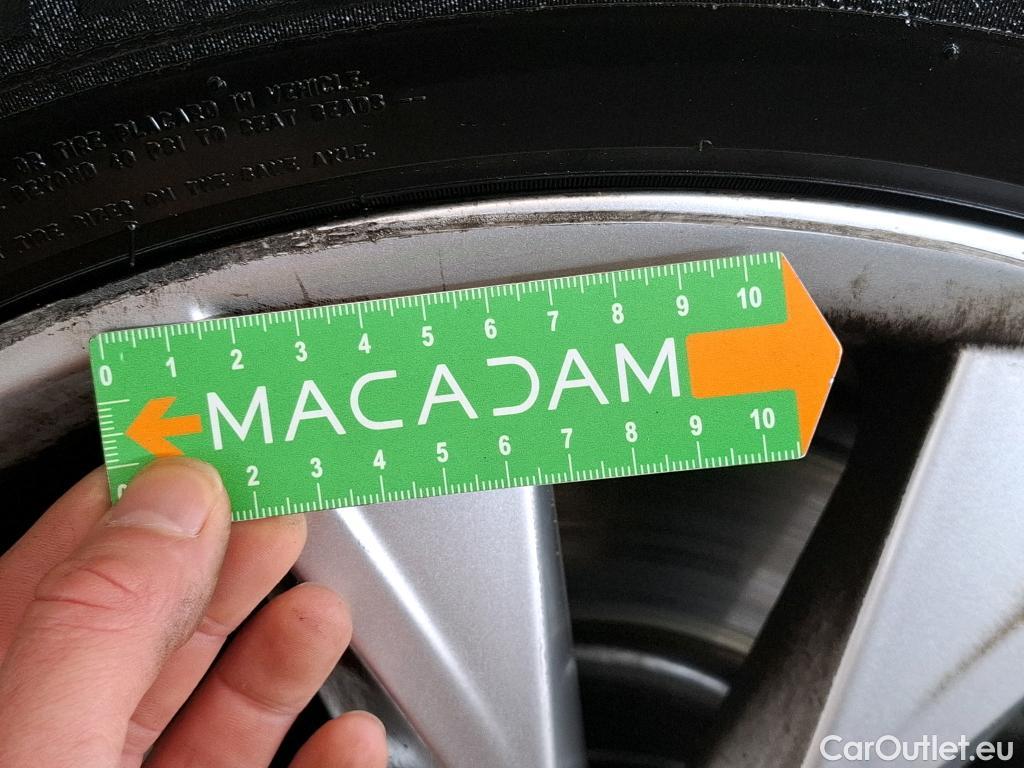 OR TIRE PLACARD IN VEHICLE.
BEYOND 40 PSI TO SEAT BEADS —
TIRE SIZES ON THE SAME AXLE.
0 1 2 3 4 5 6 7 8 9 10
MACADAM
0 2 3 4 5 6 7 8 9 10
CarOutlet.eu